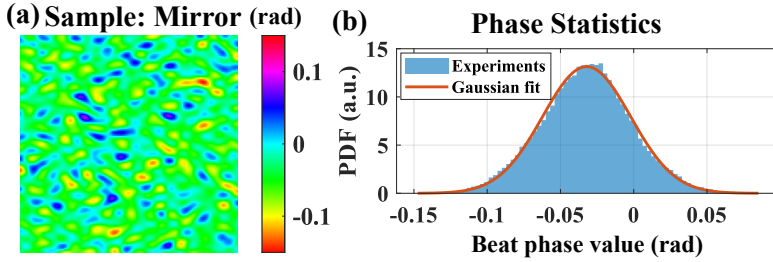 (a) Sample: Mirror (rad)
0.1
0
-0.1
(b) Phase Statistics
15
10
5
0
PDF (a.u.)
Experiments
Gaussian fit
-0.15 -0.1 -0.05 0 0.05
Beat phase value (rad)